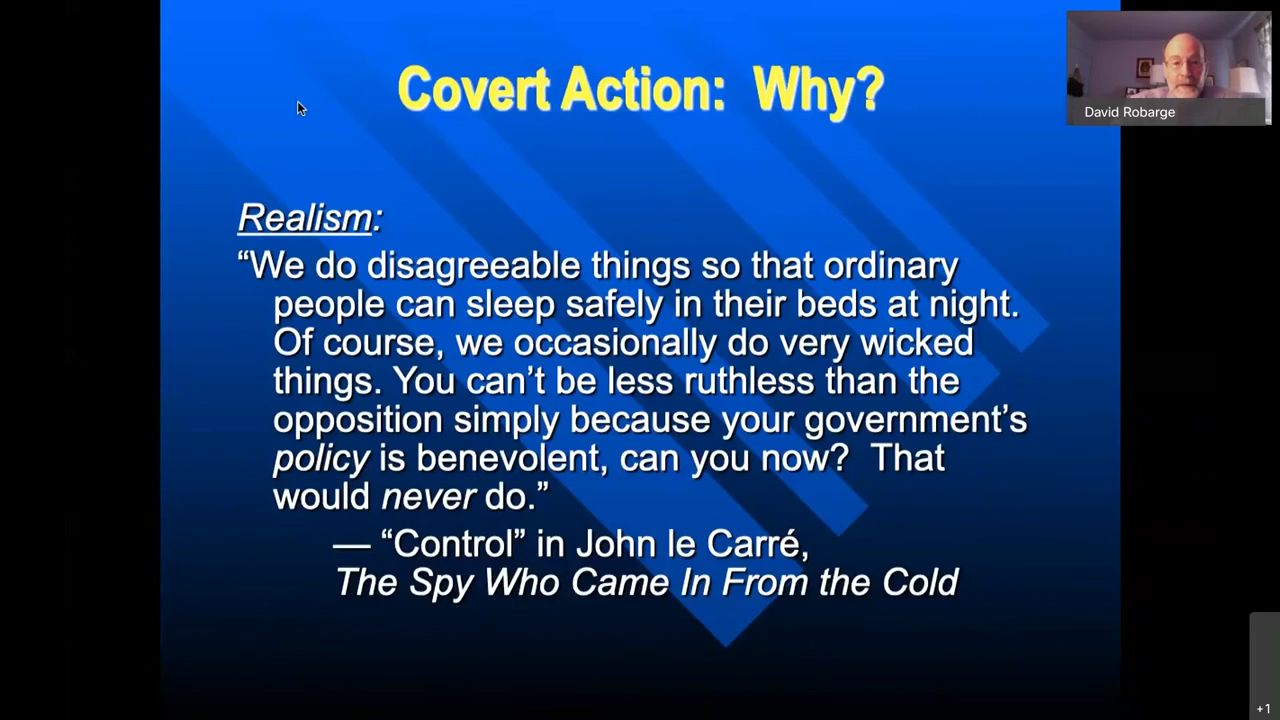 Covert Action: Why?
David Robarge
Realism:
“We do disagreeable things so that ordinary
people can sleep safely in their beds at night.
Of course, we occasionally do very wicked
things. You can’t be less ruthless than the
opposition simply because your government’s
policy is benevolent, can you now? That
would never do.”
— “Control” in John le Carré,
The Spy Who Came In From the Cold
+1